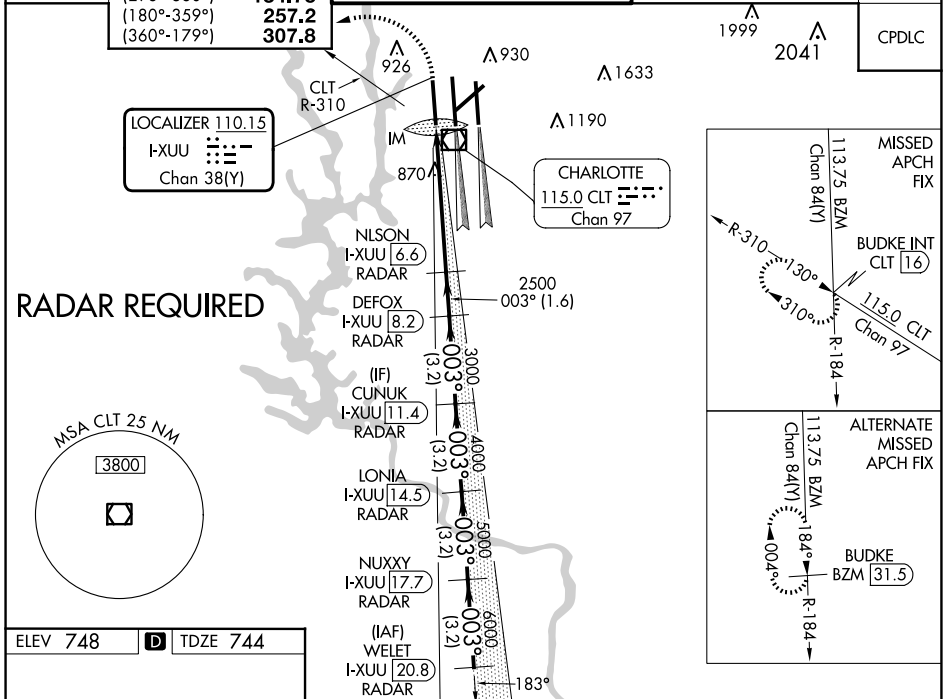 (180°-359°) 257.2
(360°-179°) 307.8
1999
2041
CPDLC
926
930
1633
1190
CLT
R-310
LOCALIZER 110.15
I-XUU
Chan 38(Y)
IM
870
CHARLOTTE
115.0 CLT
Chan 97
NLSON
I-XUU 6.6
RADAR
2500
003° (1.6)
DEFOX
I-XUU 8.2
RADAR
RADAR REQUIRED
3000
003°
(3.2)
(IF)
CUNUK
I-XUU 11.4
RADAR
4000
003°
(3.2)
LONIA
I-XUU 14.5
RADAR
5000
003°
(3.2)
NUXXY
I-XUU 17.7
RADAR
6000
003°
(3.2)
(IAF)
WELET
I-XUU 20.8
RADAR
183°
MSA CLT 25 NM
3800
ELEV 748 D TDZE 744
MISSED
APCH
FIX
113.75 BZM
Chan 84(Y)
BUDKE INT
CLT 16
R-310
130°
310°
115.0 CLT
Chan 97
R-184
ALTERNATE
MISSED
APCH FIX
113.75 BZM
Chan 84(Y)
184°
004°
BUDKE
BZM 31.5
R-184